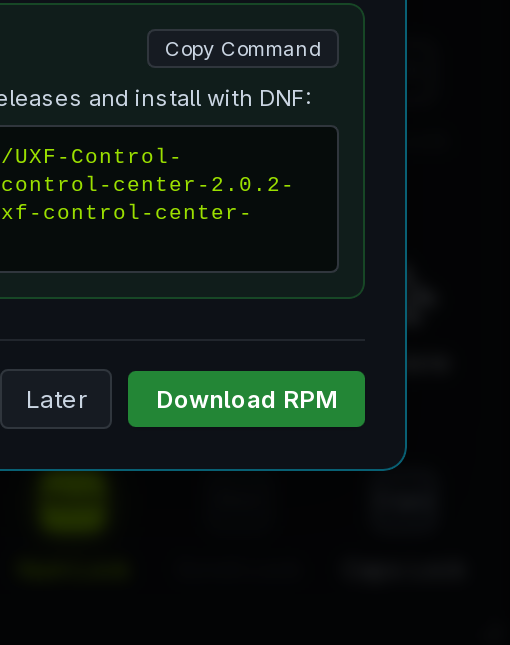 Copy Command
eleases and install with DNF:
/UXF-Control-
control-center-2.0.2-
xf-control-center-
Later
Download RPM